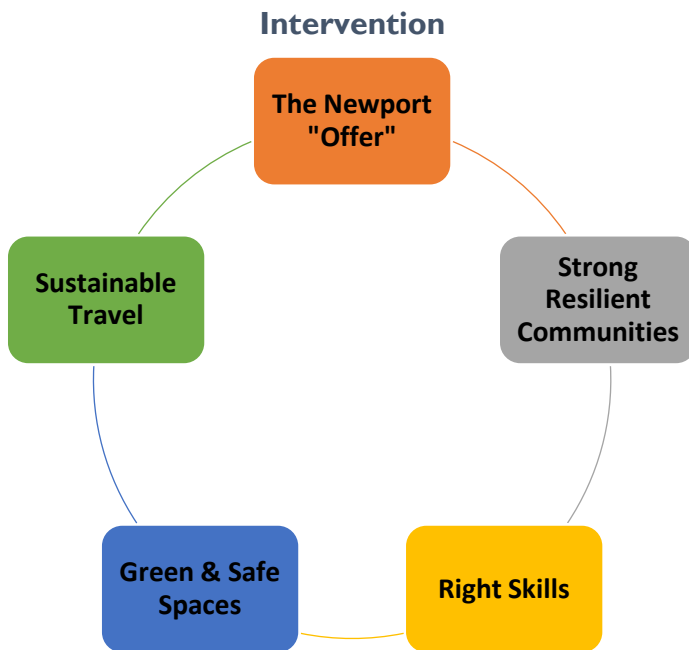 Intervention
The Newport
"Offer"
Strong
Resilient
Communities
Right Skills
Green & Safe
Spaces
Sustainable
Travel